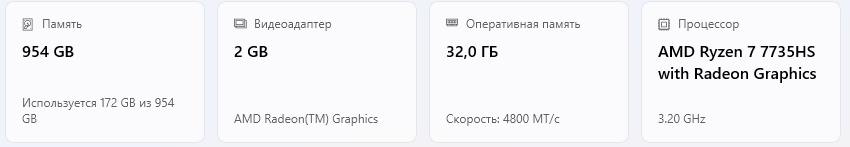 Память
954 GB
Используется 172 GB из 954
GB
Видеоадаптер
2 GB
AMD Radeon(TM) Graphics
Оперативная память
32,0 ГБ
Скорость: 4800 MT/с
Процессор
AMD Ryzen 7 7735HS
with Radeon Graphics
3.20 GHz